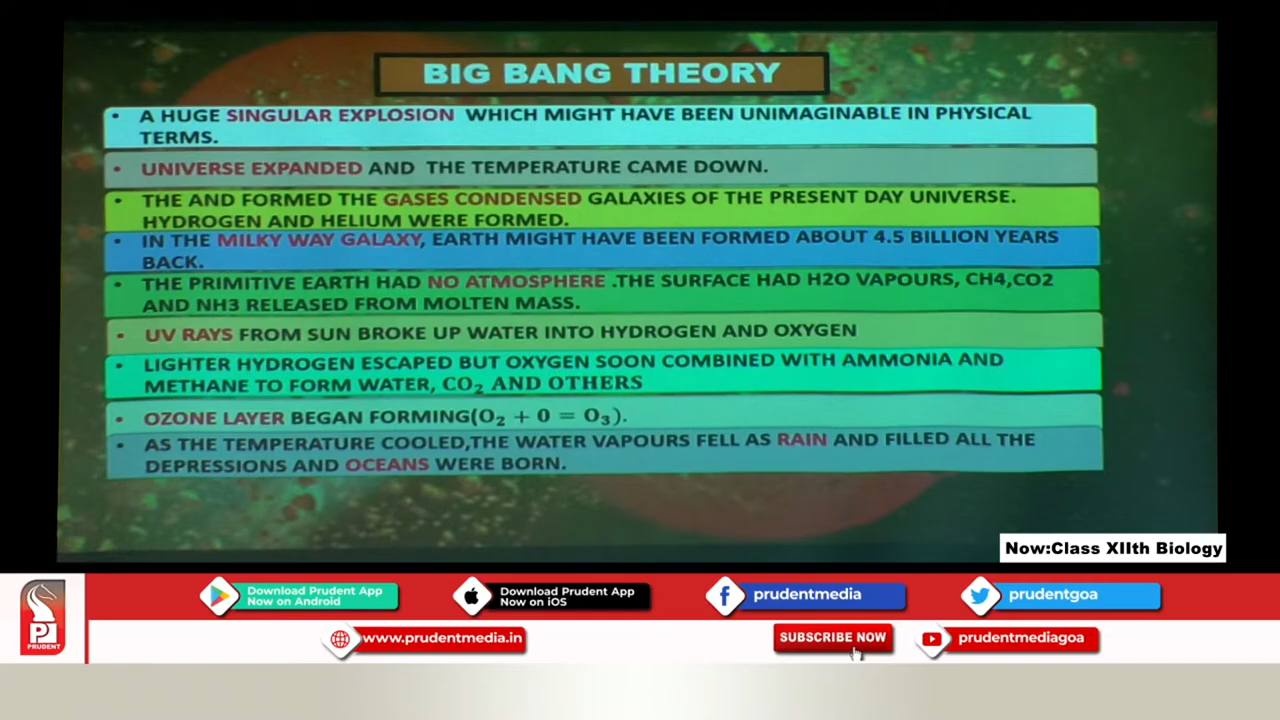 BIG BANG THEORY
• A HUGE SINGULAR EXPLOSION WHICH MIGHT HAVE BEEN UNIMAGINABLE IN PHYSICAL
TERMS.
• UNIVERSE EXPANDED AND THE TEMPERATURE CAME DOWN.
• THE AND FORMED THE GASES CONDENSED GALAXIES OF THE PRESENT DAY UNIVERSE.
HYDROGEN AND HELIUM WERE FORMED.
• IN THE MILKY WAY GALAXY, EARTH MIGHT HAVE BEEN FORMED ABOUT 4.5 BILLION YEARS
BACK.
• THE PRIMITIVE EARTH HAD NO ATMOSPHERE .THE SURFACE HAD H2O VAPOURS, CH4,CO2
AND NH3 RELEASED FROM MOLTEN MASS.
• UV RAYS FROM SUN BROKE UP WATER INTO HYDROGEN AND OXYGEN
• LIGHTER HYDROGEN ESCAPED BUT OXYGEN SOON COMBINED WITH AMMONIA AND
METHANE TO FORM WATER, CO₂ AND OTHERS
• OZONE LAYER BEGAN FORMING(O₂ + 0 = O₃).
• AS THE TEMPERATURE COOLED,THE WATER VAPOURS FELL AS RAIN AND FILLED ALL THE
DEPRESSIONS AND OCEANS WERE BORN.
Now:Class XIIth Biology
Download Prudent App
Now on Android
Download Prudent App
Now on iOS
prudentmedia
prudentgoa
PRUDENT
www.prudentmedia.in
SUBSCRIBE NOW
prudentmediagoa